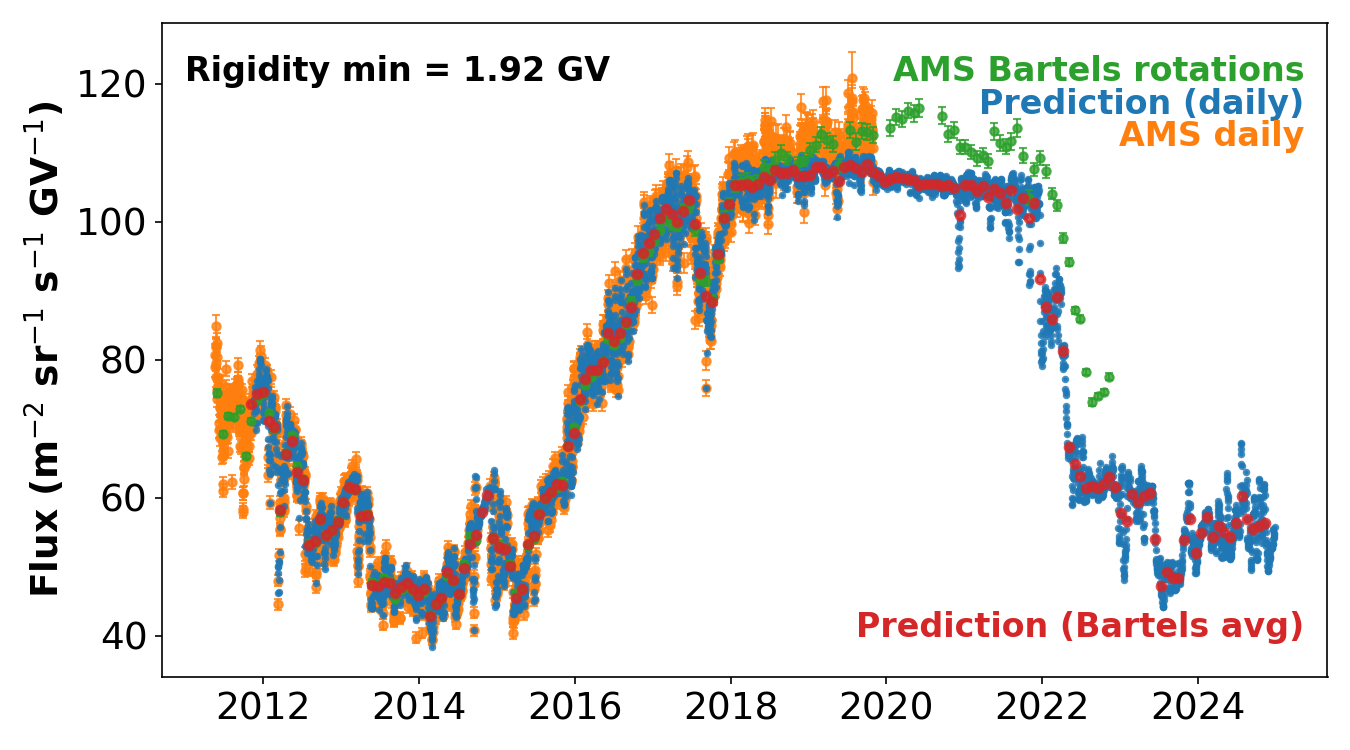 Rigidity min = 1.92 GV
AMS Bartels rotations
Prediction (daily)
AMS daily
Prediction (Bartels avg)
Flux (m⁻² sr⁻¹ s⁻¹ GV⁻¹)
120
100
80
60
40
2012 2014 2016 2018 2020 2022 2024